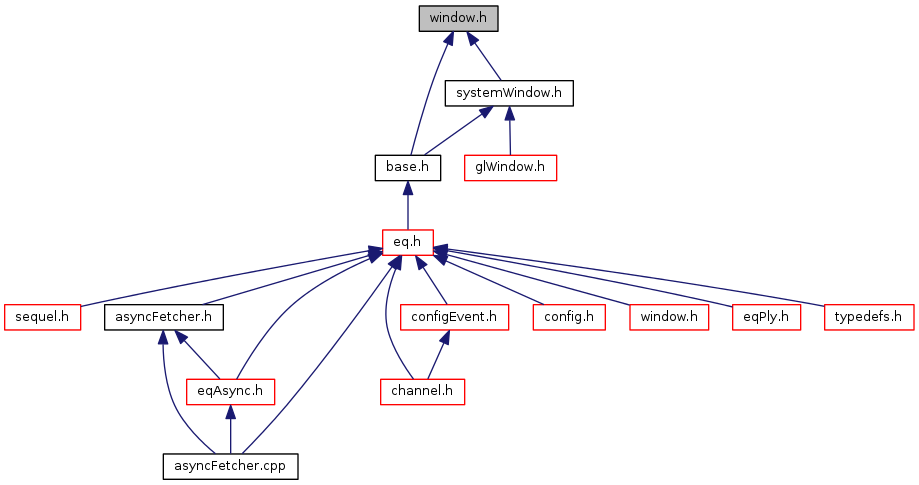 window.h
systemWindow.h
base.h
glWindow.h
eq.h
sequel.h
asyncFetcher.h
configEvent.h
config.h
window.h
eqPly.h
typedefs.h
eqAsync.h
channel.h
asyncFetcher.cpp